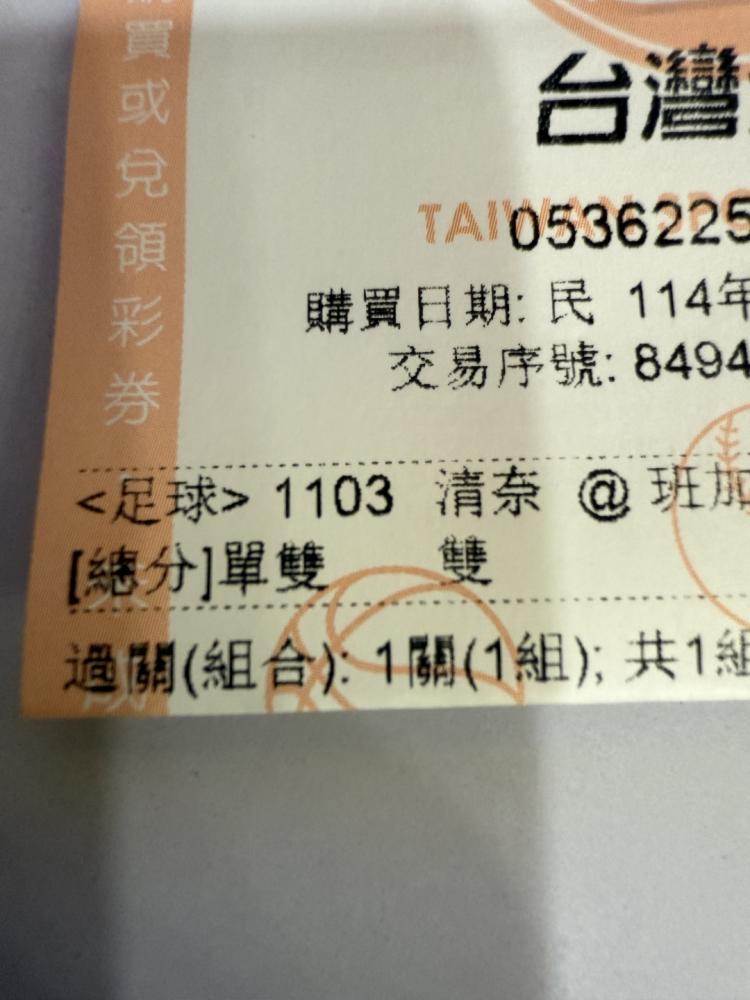 買或兌領彩券
台灣
TAIWAN SPO
0536225
購買日期: 民 114年
交易序號: 8494
<足球> 1103 清奈 @ 班加
[總分]單雙 雙
過關(組合): 1關(1組); 共1組